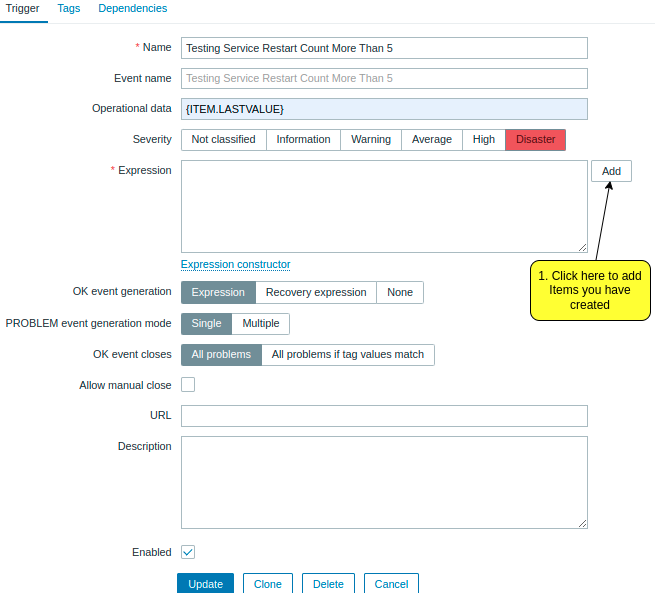 Trigger Tags Dependencies
* Name Testing Service Restart Count More Than 5
Event name Testing Service Restart Count More Than 5
Operational data {ITEM.LASTVALUE}
Severity Not classified Information Warning Average High Disaster
* Expression Add
1. Click here to add
Items you have
created
Expression constructor
OK event generation Expression Recovery expression None
PROBLEM event generation mode Single Multiple
OK event closes All problems All problems if tag values match
Allow manual close
URL
Description
Enabled
Update Clone Delete Cancel